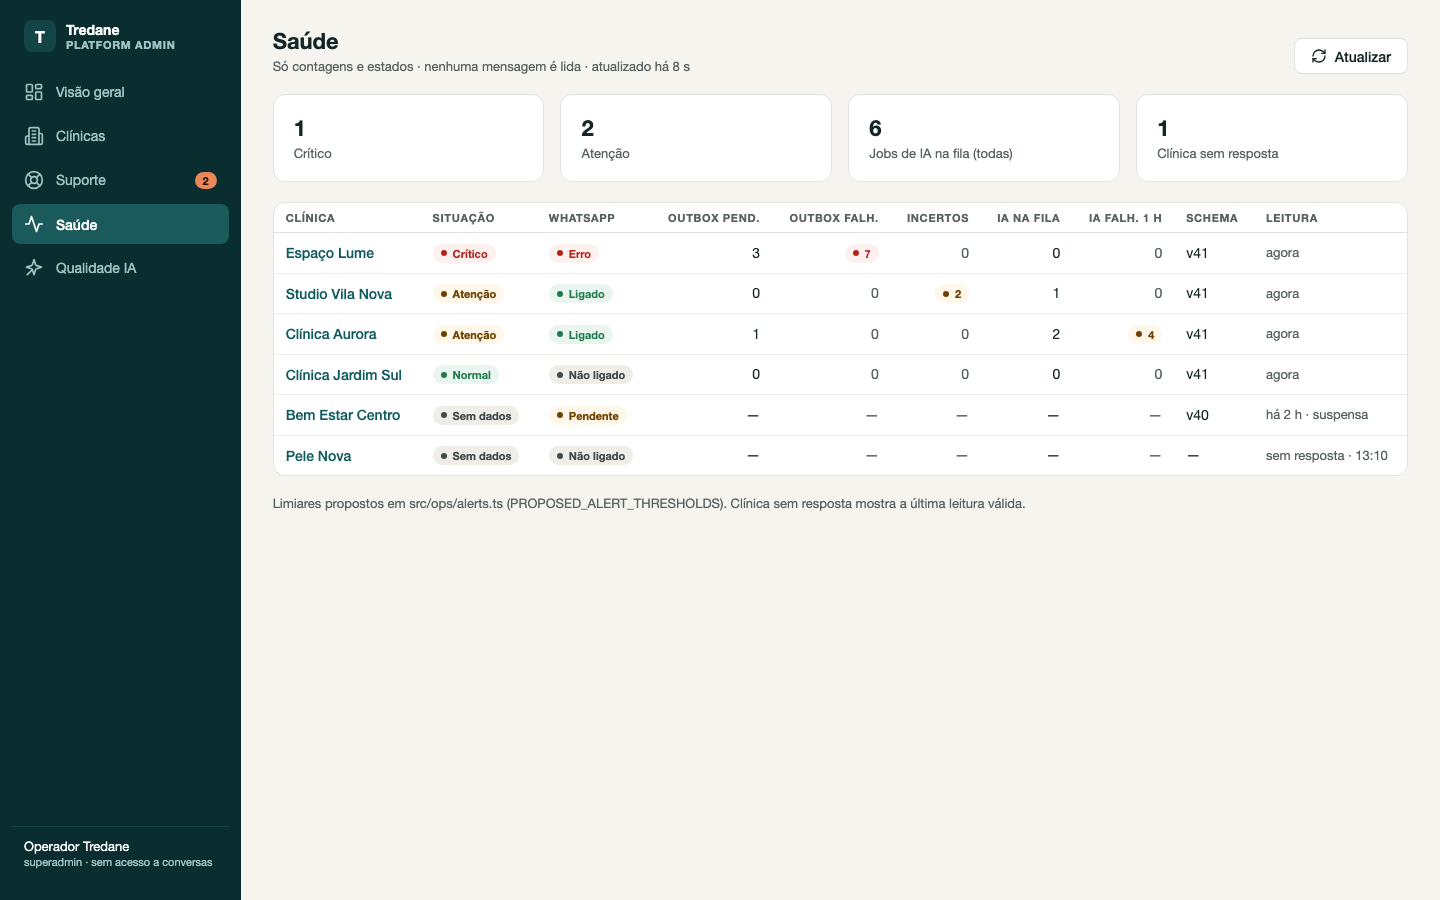 T
Tredane
PLATFORM ADMIN
Visão geral
Clínicas
Suporte 2
Saúde
Qualidade IA
Operador Tredane
superadmin · sem acesso a conversas
Saúde
Só contagens e estados · nenhuma mensagem é lida · atualizado há 8 s
Atualizar
1
Crítico
2
Atenção
6
Jobs de IA na fila (todas)
1
Clínica sem resposta
CLÍNICA SITUAÇÃO WHATSAPP OUTBOX PEND. OUTBOX FALH. INCERTOS IA NA FILA IA FALH. 1 H SCHEMA LEITURA
Espaço Lume Crítico Erro 3 7 0 0 0 v41 agora
Studio Vila Nova Atenção Ligado 0 0 2 1 0 v41 agora
Clínica Aurora Atenção Ligado 1 0 0 2 4 v41 agora
Clínica Jardim Sul Normal Não ligado 0 0 0 0 0 v41 agora
Bem Estar Centro Sem dados Pendente — — — — — v40 há 2 h · suspensa
Pele Nova Sem dados Não ligado — — — — — — sem resposta · 13:10
Limiares propostos em src/ops/alerts.ts (PROPOSED_ALERT_THRESHOLDS). Clínica sem resposta mostra a última leitura válida.